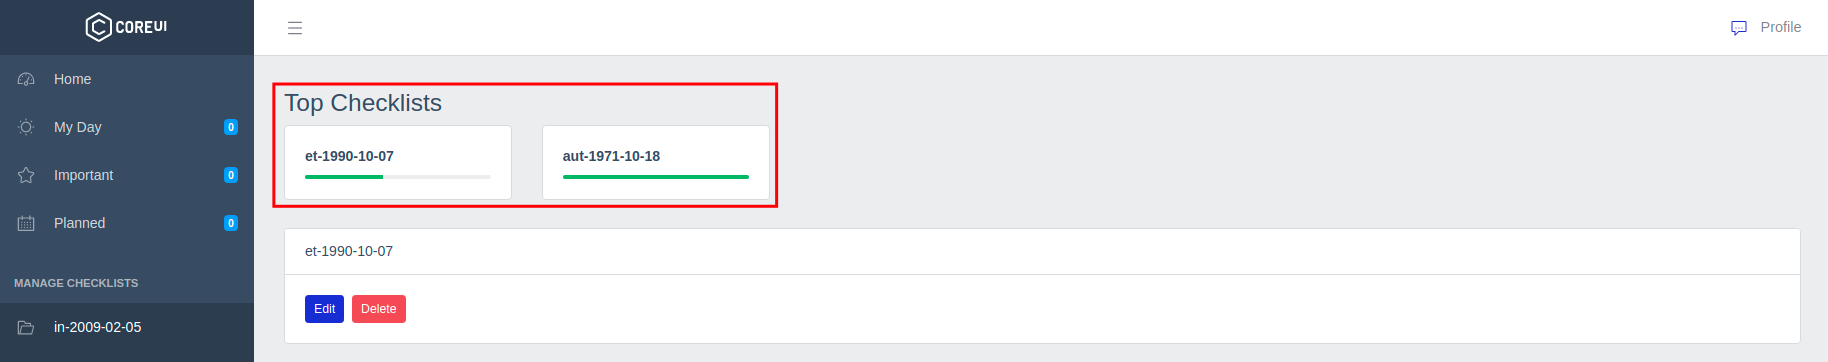 COREUI
Profile
Home
My Day 0
Important 0
Planned 0
MANAGE CHECKLISTS
in-2009-02-05
Top Checklists
et-1990-10-07
aut-1971-10-18
et-1990-10-07
Edit Delete